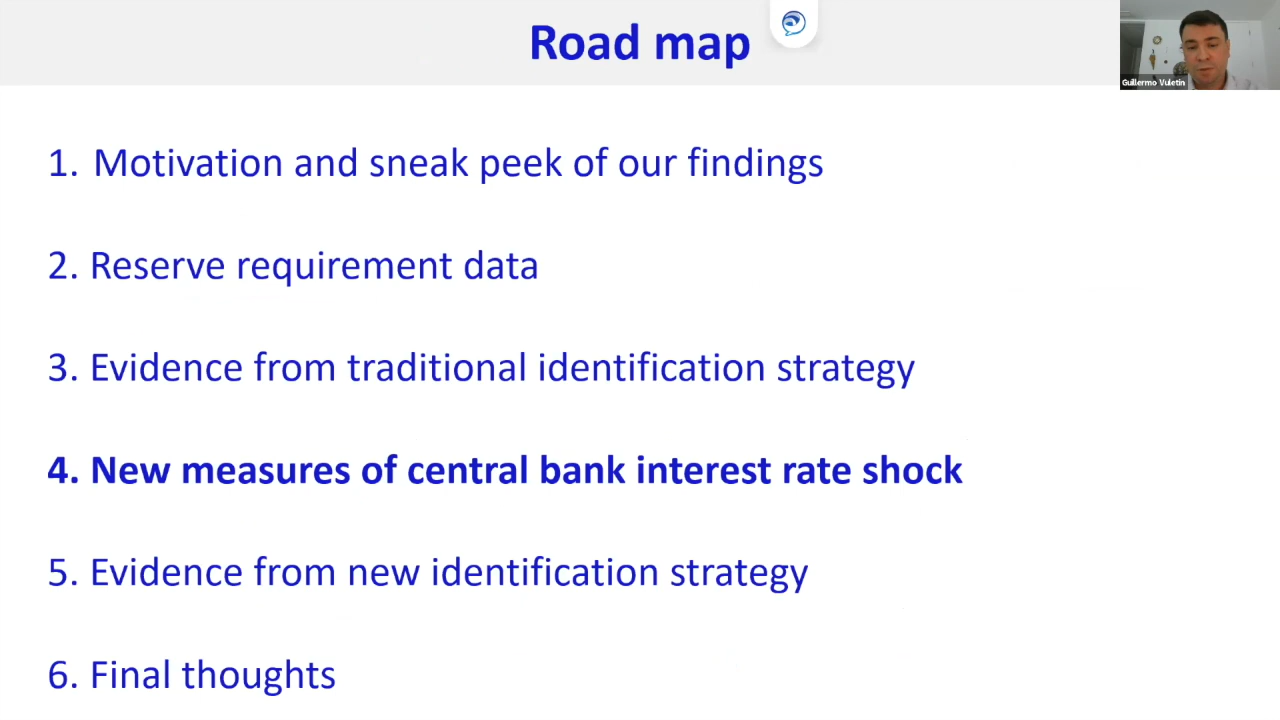 Road map
Guillermo Vuletin
1. Motivation and sneak peek of our findings
2. Reserve requirement data
3. Evidence from traditional identification strategy
4. New measures of central bank interest rate shock
5. Evidence from new identification strategy
6. Final thoughts